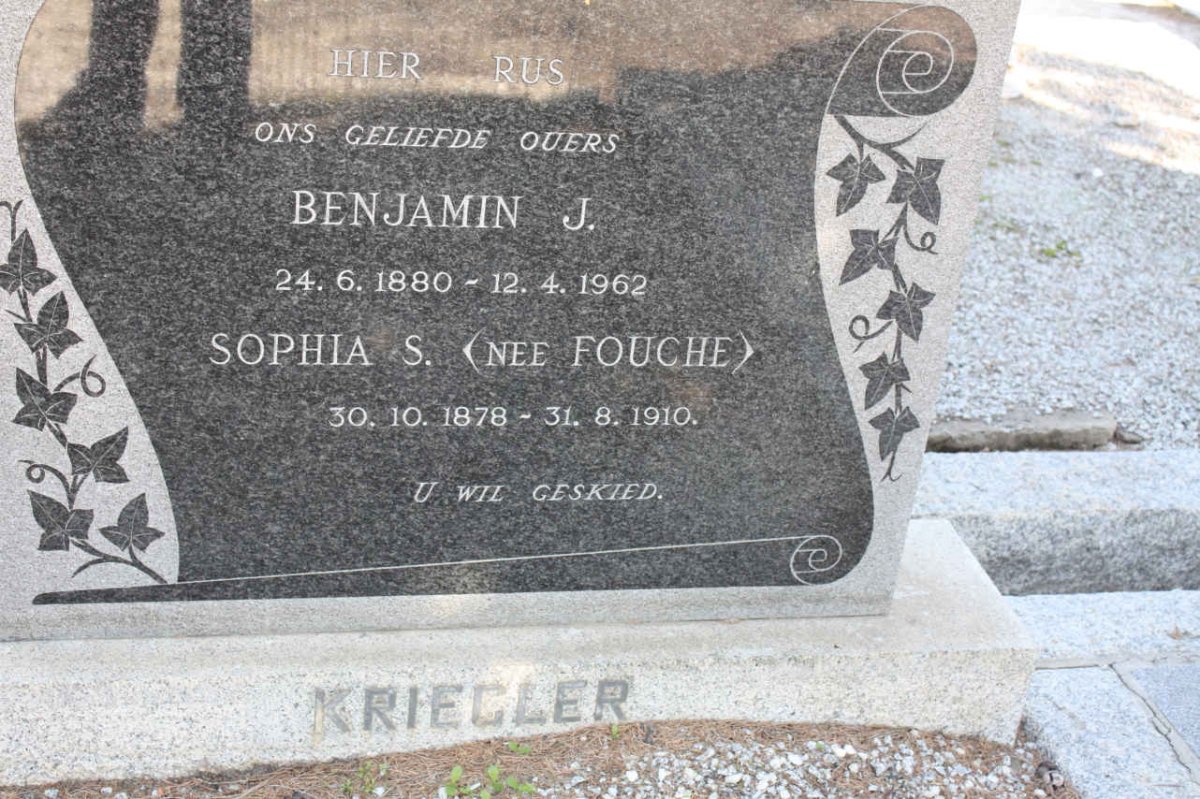 HIER RUS
ONS GELIEFDE OUERS
BENJAMIN J.
24. 6. 1880 - 12. 4. 1962
SOPHIA S. (NEE FOUCHE)
30. 10. 1878 - 31. 8. 1910.
U WIL GESKIED.
KRIEGLER